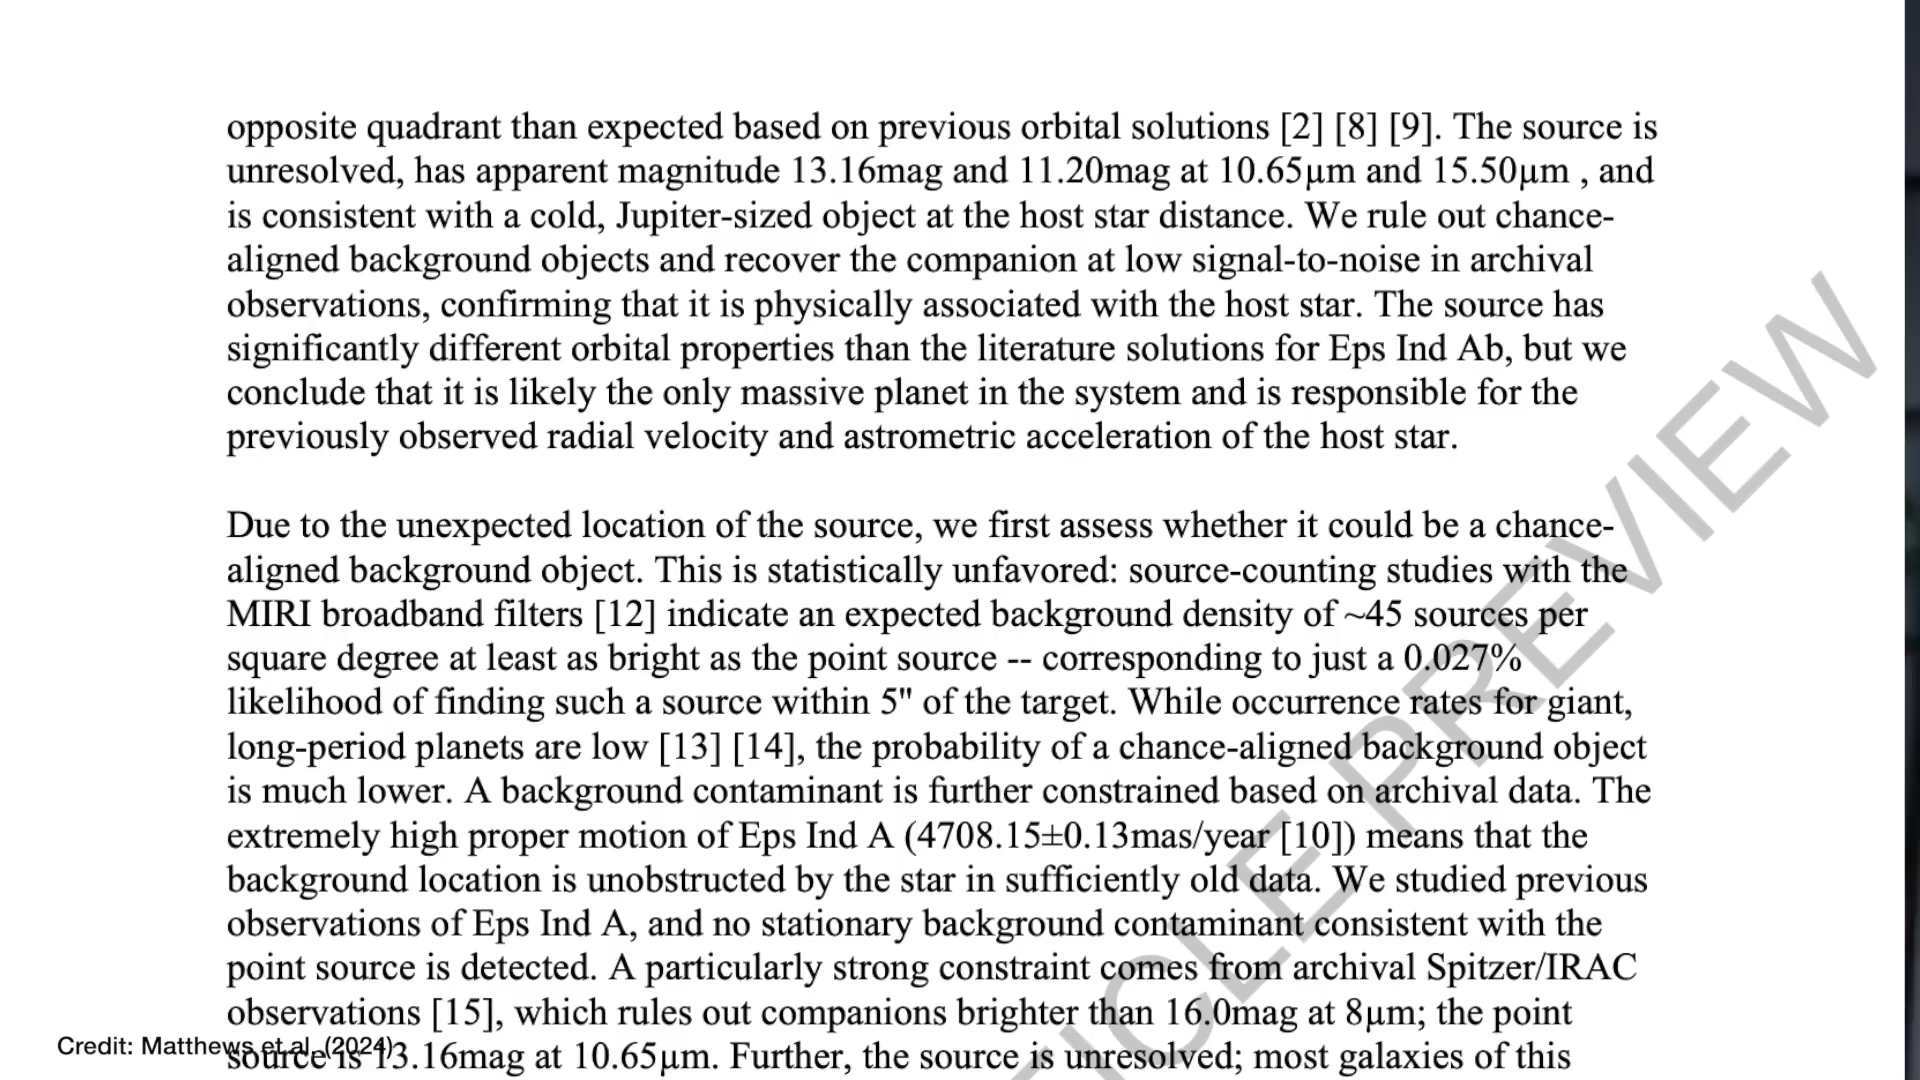 opposite quadrant than expected based on previous orbital solutions [2] [8] [9]. The source is
unresolved, has apparent magnitude 13.16mag and 11.20mag at 10.65μm and 15.50μm , and
is consistent with a cold, Jupiter-sized object at the host star distance. We rule out chance-
aligned background objects and recover the companion at low signal-to-noise in archival
observations, confirming that it is physically associated with the host star. The source has
significantly different orbital properties than the literature solutions for Eps Ind Ab, but we
conclude that it is likely the only massive planet in the system and is responsible for the
previously observed radial velocity and astrometric acceleration of the host star.
Due to the unexpected location of the source, we first assess whether it could be a chance-
aligned background object. This is statistically unfavored: source-counting studies with the
MIRI broadband filters [12] indicate an expected background density of ~45 sources per
square degree at least as bright as the point source -- corresponding to just a 0.027%
likelihood of finding such a source within 5" of the target. While occurrence rates for giant,
long-period planets are low [13] [14], the probability of a chance-aligned background object
is much lower. A background contaminant is further constrained based on archival data. The
extremely high proper motion of Eps Ind A (4708.15±0.13mas/year [10]) means that the
background location is unobstructed by the star in sufficiently old data. We studied previous
observations of Eps Ind A, and no stationary background contaminant consistent with the
point source is detected. A particularly strong constraint comes from archival Spitzer/IRAC
observations [15], which rules out companions brighter than 16.0mag at 8μm; the point
source is 13.16mag at 10.65μm. Further, the source is unresolved; most galaxies of this
Credit: Matthews et al. (2024)
ICLE PREVIEW